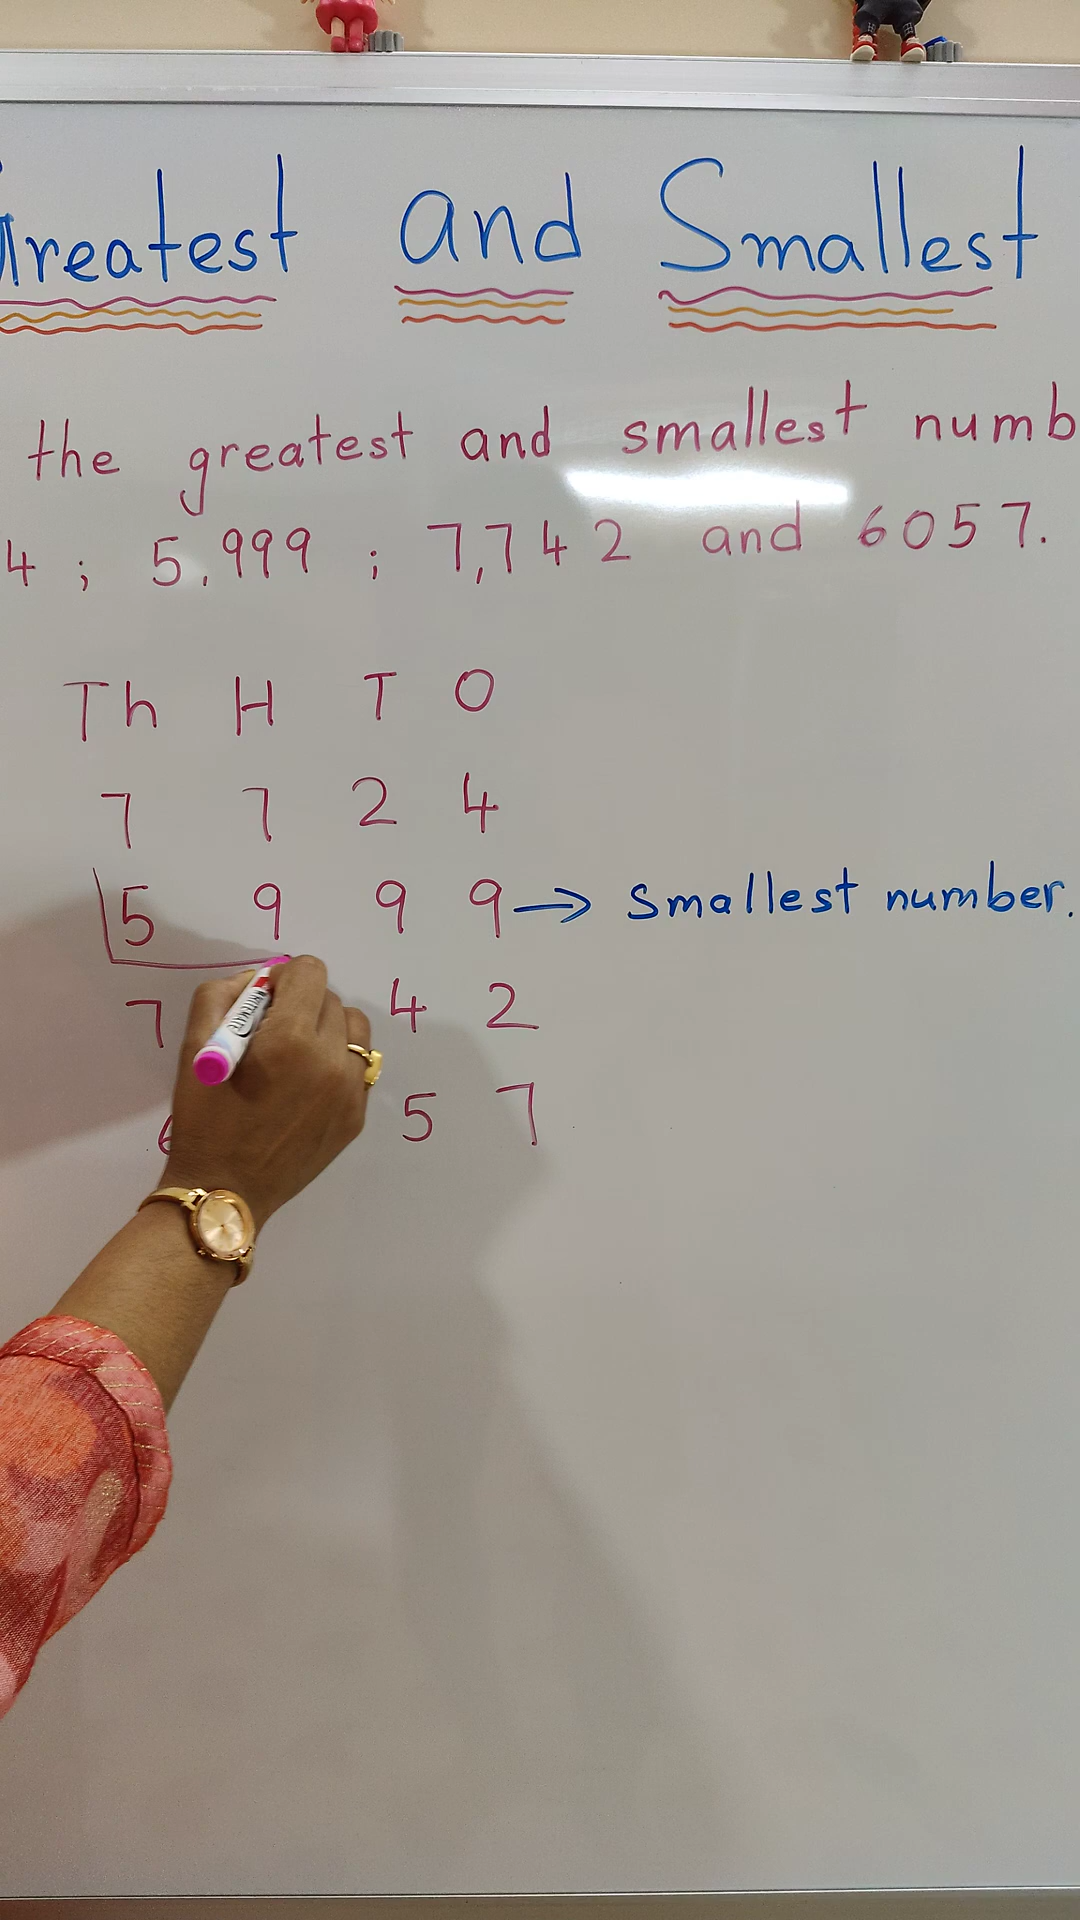 Greatest and Smallest
the greatest and smallest numb
4 ; 5,999 ; 7,742 and 6057.
Th H T O
7 7 2 4
5 9 9 9 → Smallest number.
7 4 2
6 5 7